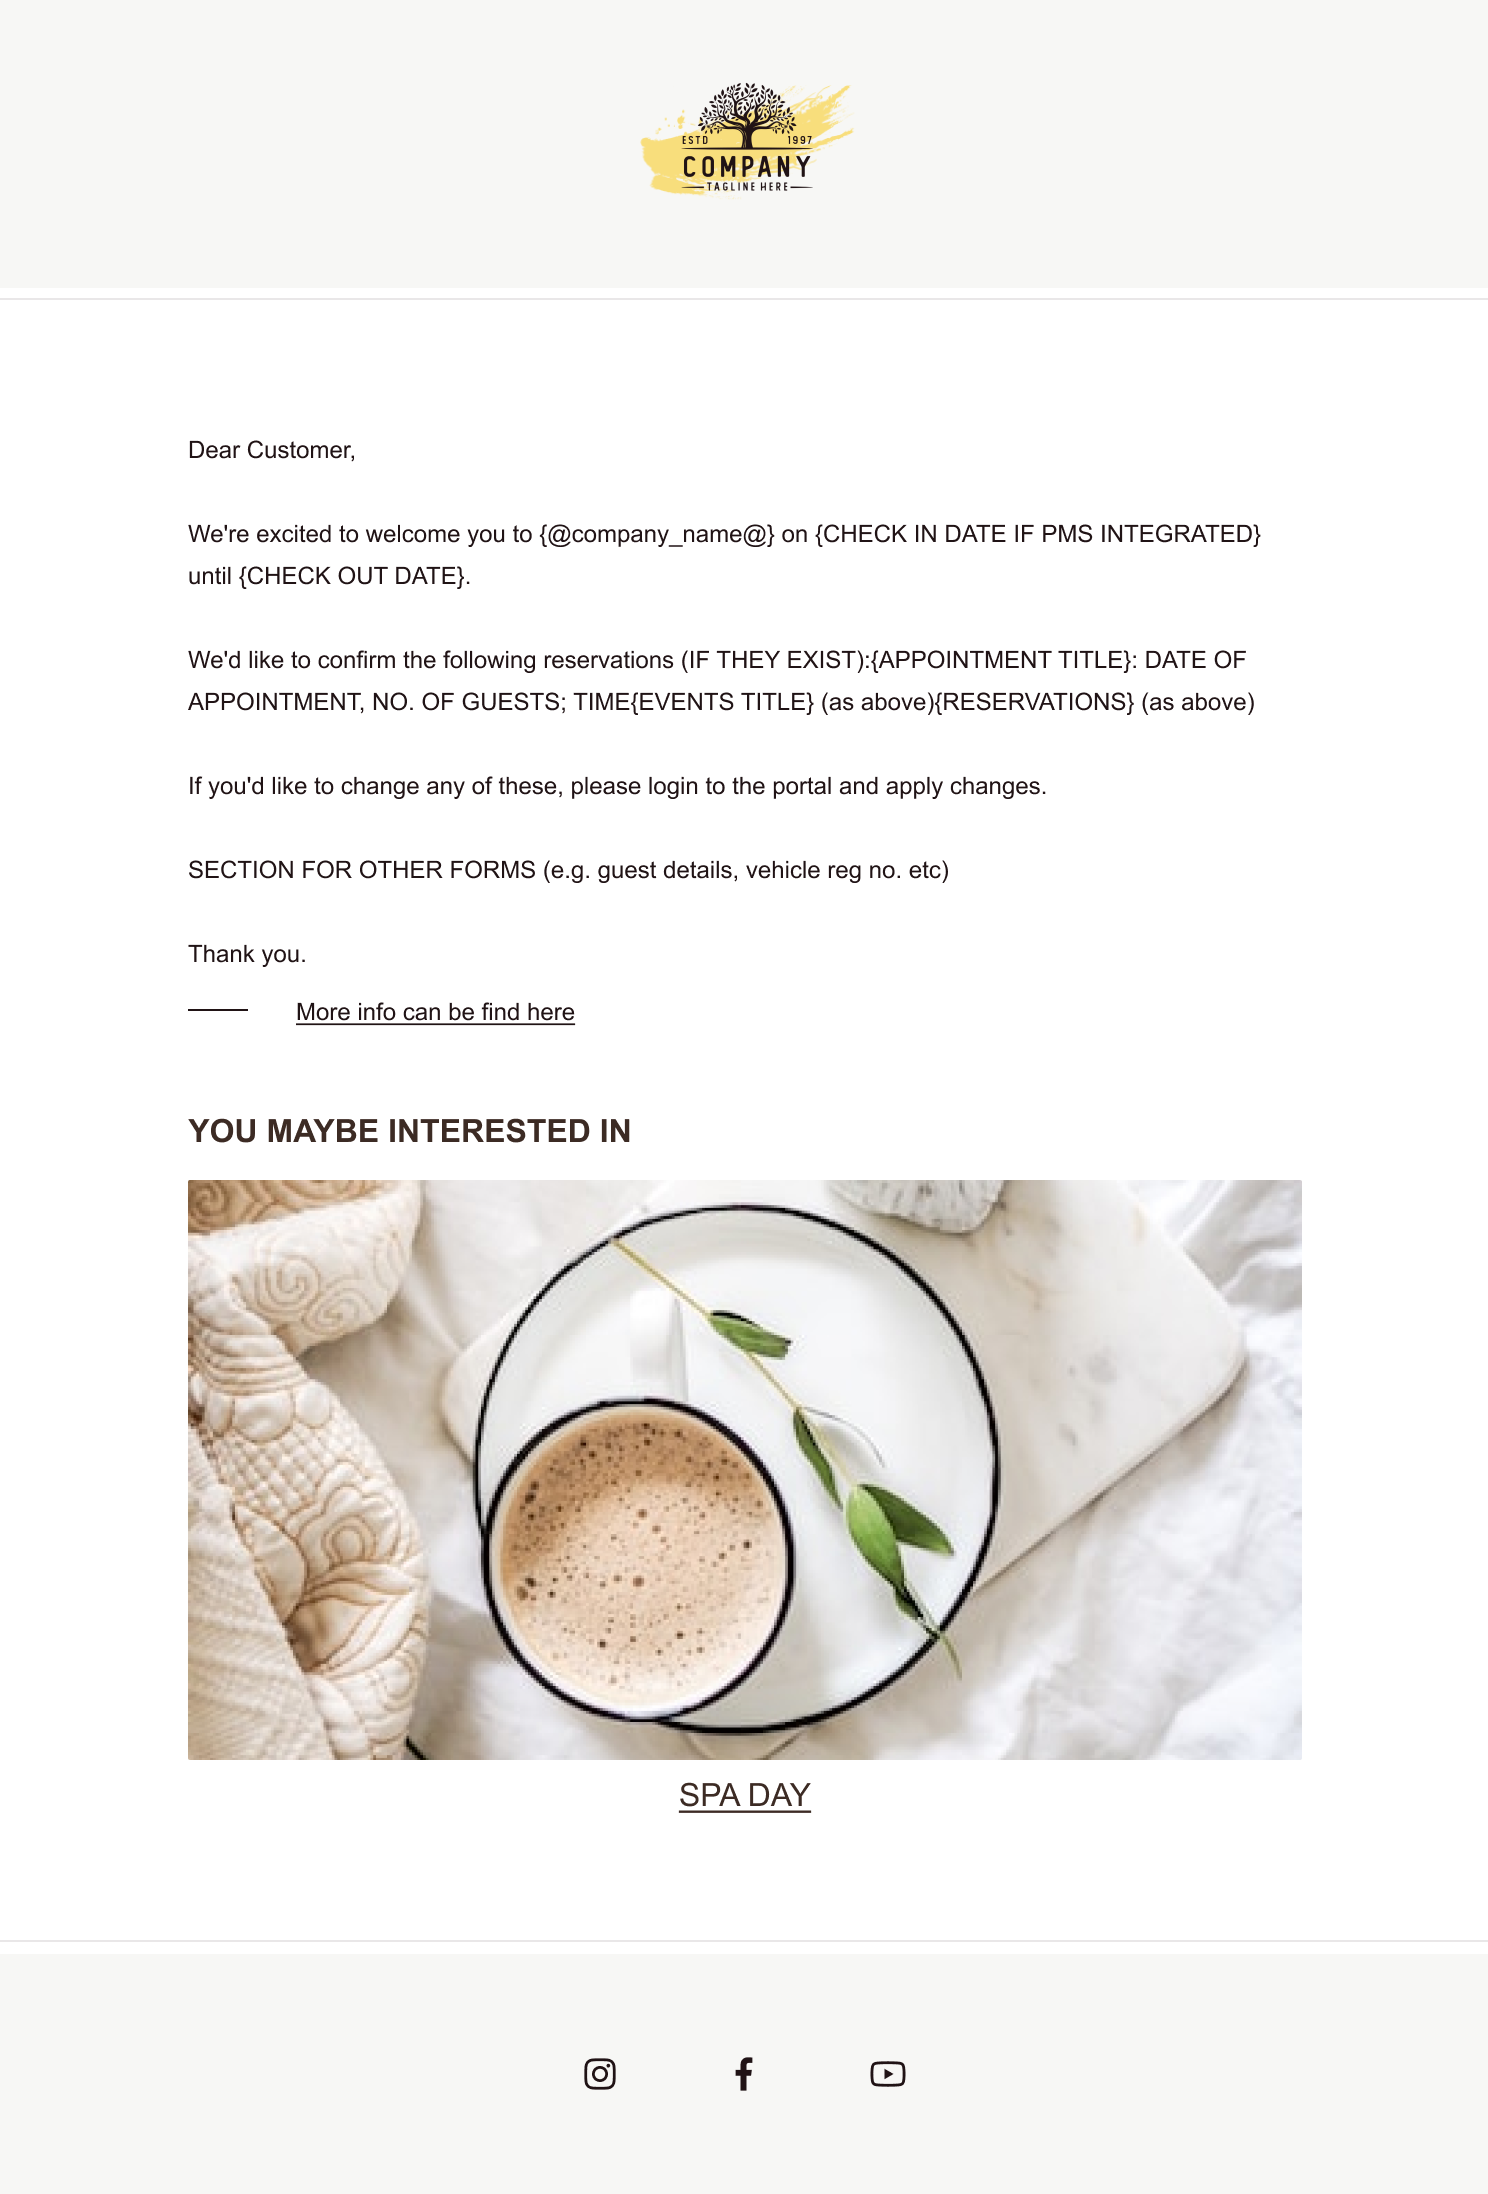 ESTD 1997
COMPANY
TAGLINE HERE
Dear Customer,
We're excited to welcome you to {@company_name@} on {CHECK IN DATE IF PMS INTEGRATED}
until {CHECK OUT DATE}.
We'd like to confirm the following reservations (IF THEY EXIST):{APPOINTMENT TITLE}: DATE OF
APPOINTMENT, NO. OF GUESTS; TIME{EVENTS TITLE} (as above){RESERVATIONS} (as above)
If you'd like to change any of these, please login to the portal and apply changes.
SECTION FOR OTHER FORMS (e.g. guest details, vehicle reg no. etc)
Thank you.
More info can be find here
YOU MAYBE INTERESTED IN
SPA DAY